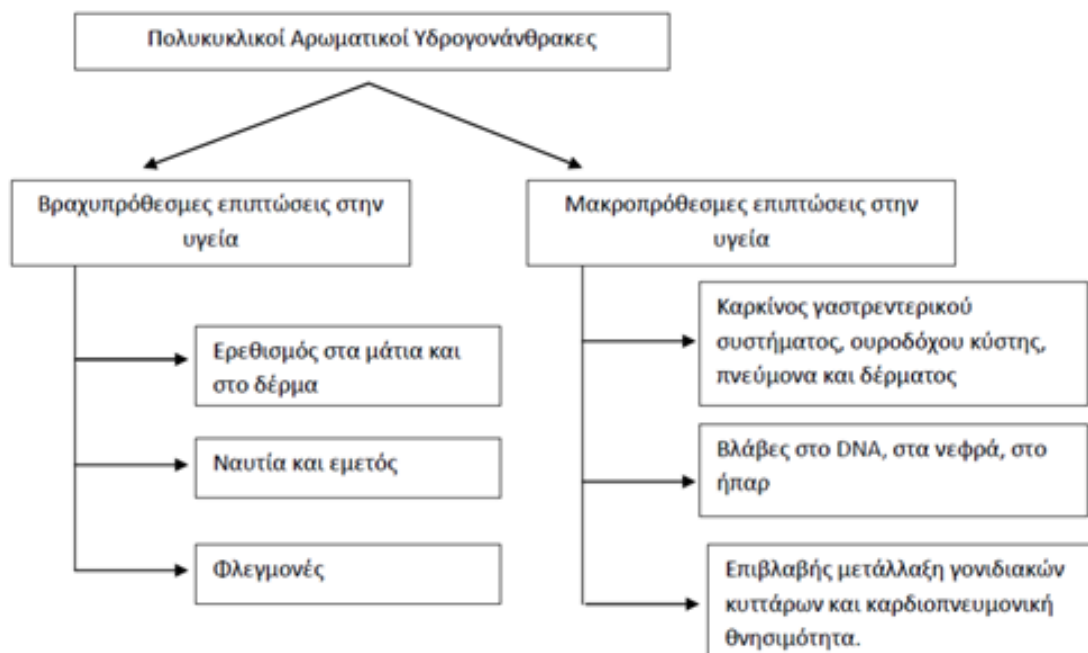 Πολυκυκλικοί Αρωματικοί Υδρογονάνθρακες
Βραχυπρόθεσμες επιπτώσεις στην
υγεία
Ερεθισμός στα μάτια και
στο δέρμα
Ναυτία και εμετός
Φλεγμονές
Μακροπρόθεσμες επιπτώσεις στην
υγεία
Καρκίνος γαστρεντερικού
συστήματος, ουροδόχου κύστης,
πνεύμονα και δέρματος
Βλάβες στο DNA, στα νεφρά, στο
ήπαρ
Επιβλαβής μετάλλαξη γονιδιακών
κυττάρων και καρδιοπνευμονική
θνησιμότητα.